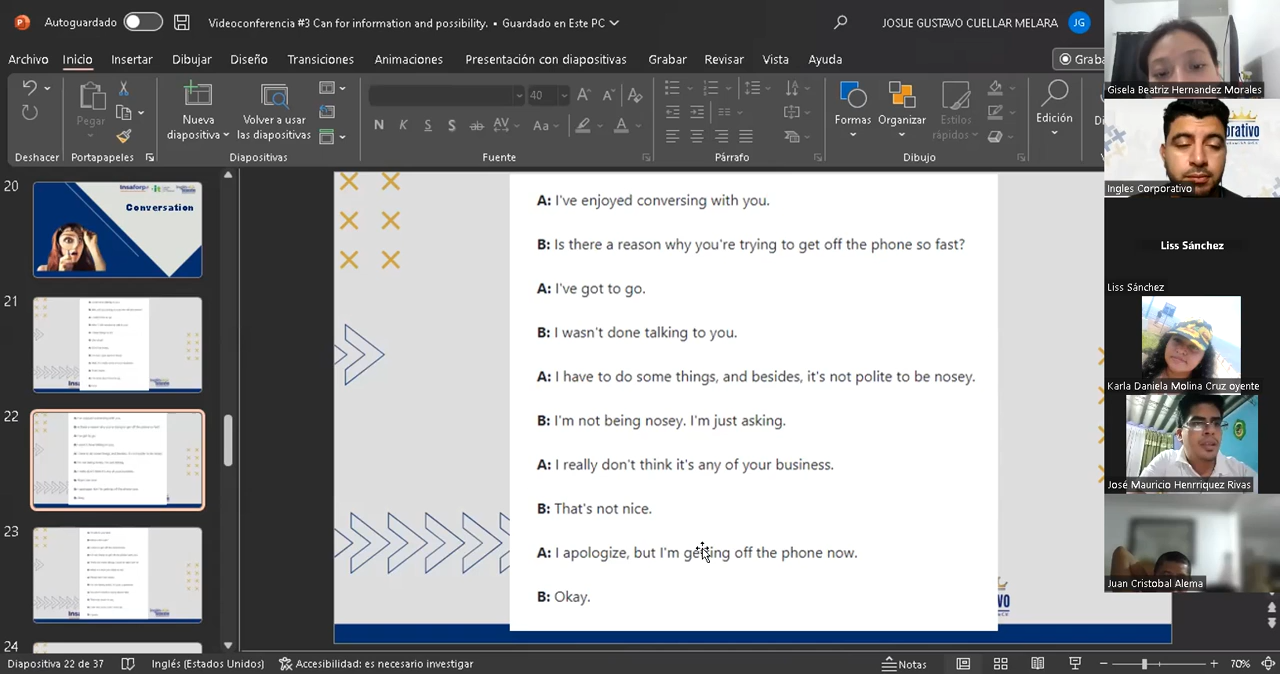 Autoguardado
Videoconferencia #3 Can for information and possibility. • Guardado en Este PC
JOSUE GUSTAVO CUELLAR MELARA
JG
Archivo Inicio Insertar Dibujar Diseño Transiciones Animaciones Presentación con diapositivas Grabar Revisar Vista Ayuda
Pegar
Nueva diapositiva
Volver a usar las diapositivas
40
N K S S ab AV Aa A
Formas
Organizar
Estilos rápidos
Edición
Deshacer Portapapeles Diapositivas Fuente Párrafo Dibujo
20
Conversation
21
22
23
24
A: I've enjoyed conversing with you.
B: Is there a reason why you're trying to get off the phone so fast?
A: I've got to go.
B: I wasn't done talking to you.
A: I have to do some things, and besides, it's not polite to be nosey.
B: I'm not being nosey. I'm just asking.
A: I really don't think it's any of your business.
B: That's not nice.
A: I apologize, but I'm getting off the phone now.
B: Okay.
Gisela Beatriz Hernandez Morales
Ingles Corporativo
Liss Sánchez
Liss Sánchez
Karla Daniela Molina Cruz oyente
José Mauricio Henrriquez Rivas
Juan Cristobal Alema
Diapositiva 22 de 37
Inglés (Estados Unidos)
Accesibilidad: es necesario investigar
Notas
70%